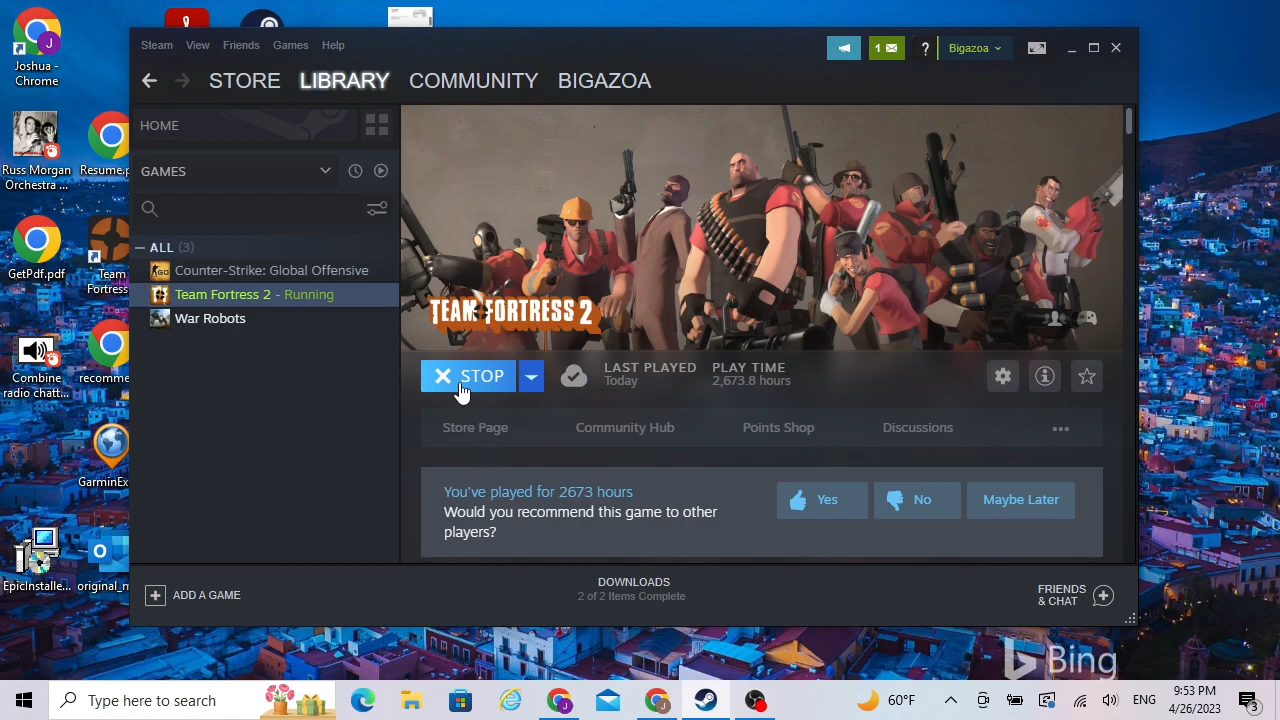 Joshua -
Chrome
Russ Morgan
Orchestra ...
Resume.p
GetPdf.pdf
Team
Fortress
Combine
radio chatt...
recomme
GarminEx
EpicInstalle...
original_m
Steam
View
Friends
Games
Help
1
?
Bigazoa
STORE
LIBRARY
COMMUNITY
BIGAZOA
HOME
GAMES
ALL (3)
Counter-Strike: Global Offensive
Team Fortress 2 - Running
War Robots
TEAM FORTRESS 2
STOP
LAST PLAYED
Today
PLAY TIME
2,673.8 hours
Store Page
Community Hub
Points Shop
Discussions
You've played for 2673 hours
Would you recommend this game to other
players?
Yes
No
Maybe Later
ADD A GAME
DOWNLOADS
2 of 2 Items Complete
FRIENDS
& CHAT
Bing
Type here to search
60°F
ENG
9:53 PM
4/26/2023
3